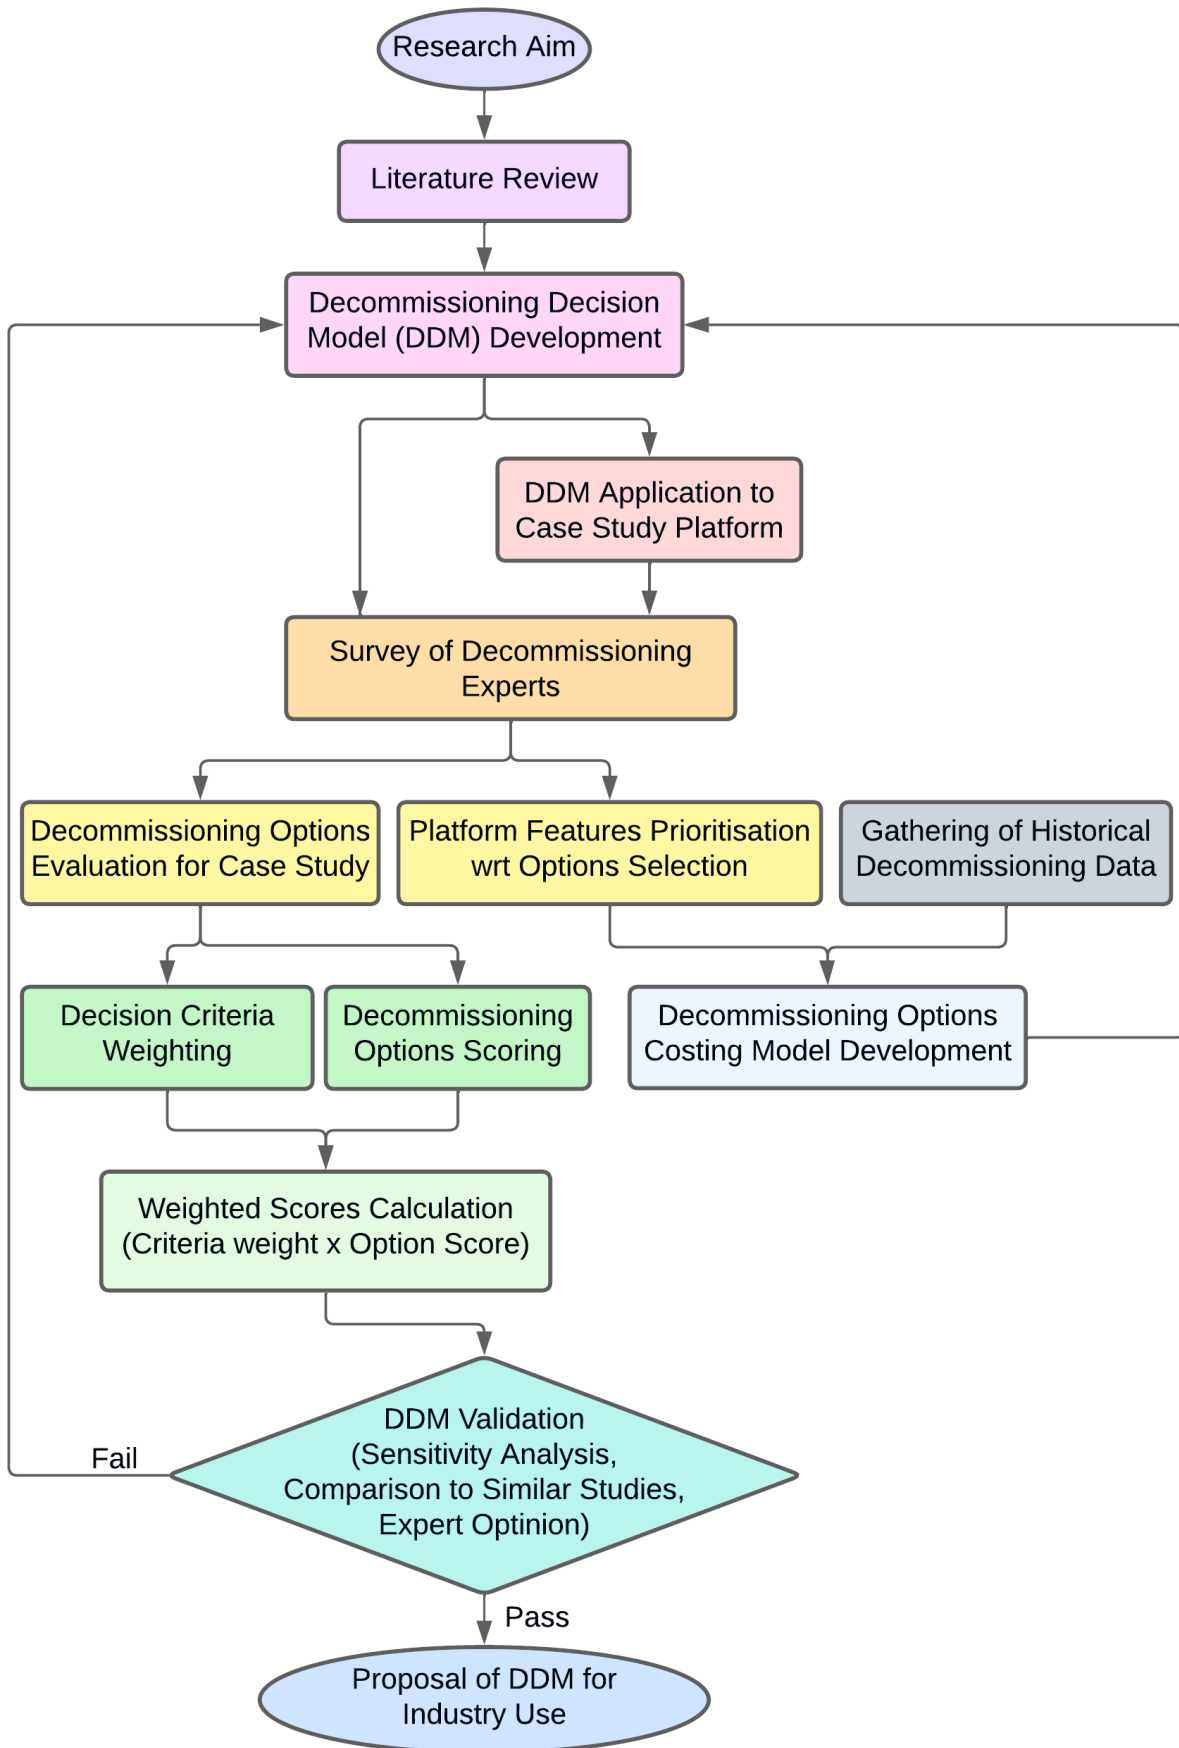 Research Aim
Literature Review
Decommissioning Decision
Model (DDM) Development
DDM Application to
Case Study Platform
Survey of Decommissioning
Experts
Decommissioning Options
Evaluation for Case Study
Platform Features Prioritisation
wrt Options Selection
Gathering of Historical
Decommissioning Data
Decision Criteria
Weighting
Decommissioning
Options Scoring
Decommissioning Options
Costing Model Development
Weighted Scores Calculation
(Criteria weight x Option Score)
DDM Validation
(Sensitivity Analysis,
Comparison to Similar Studies,
Expert Optinion)
Fail
Pass
Proposal of DDM for
Industry Use